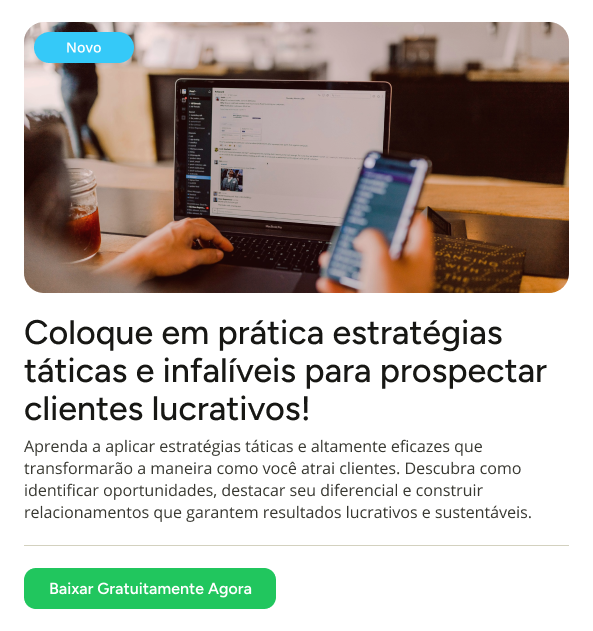 Novo
Coloque em prática estratégias
táticas e infalíveis para prospectar
clientes lucrativos!
Aprenda a aplicar estratégias táticas e altamente eficazes que
transformarão a maneira como você atrai clientes. Descubra como
identificar oportunidades, destacar seu diferencial e construir
relacionamentos que garantem resultados lucrativos e sustentáveis.
Baixar Gratuitamente Agora